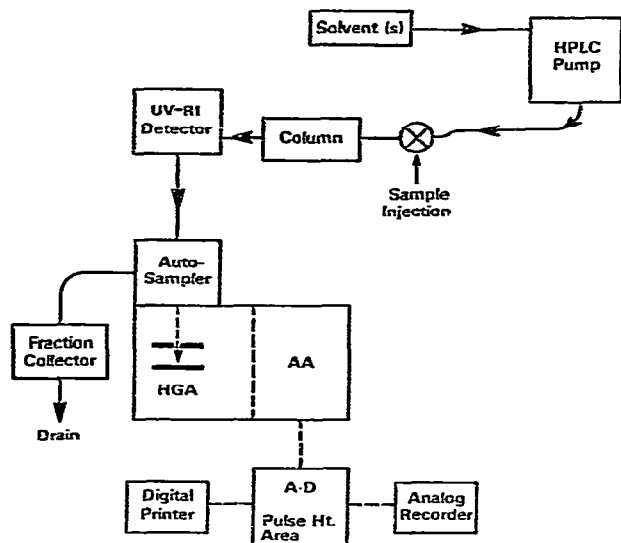 Solvent (s)
HPLC
Pump
UV-RI
Detector
Column
Sample
Injection
Auto-
Sampler
Fraction
Collector
HGA
AA
Drain
A-D
Digital
Printer
Pulse Ht.
Area
Analog
Recorder